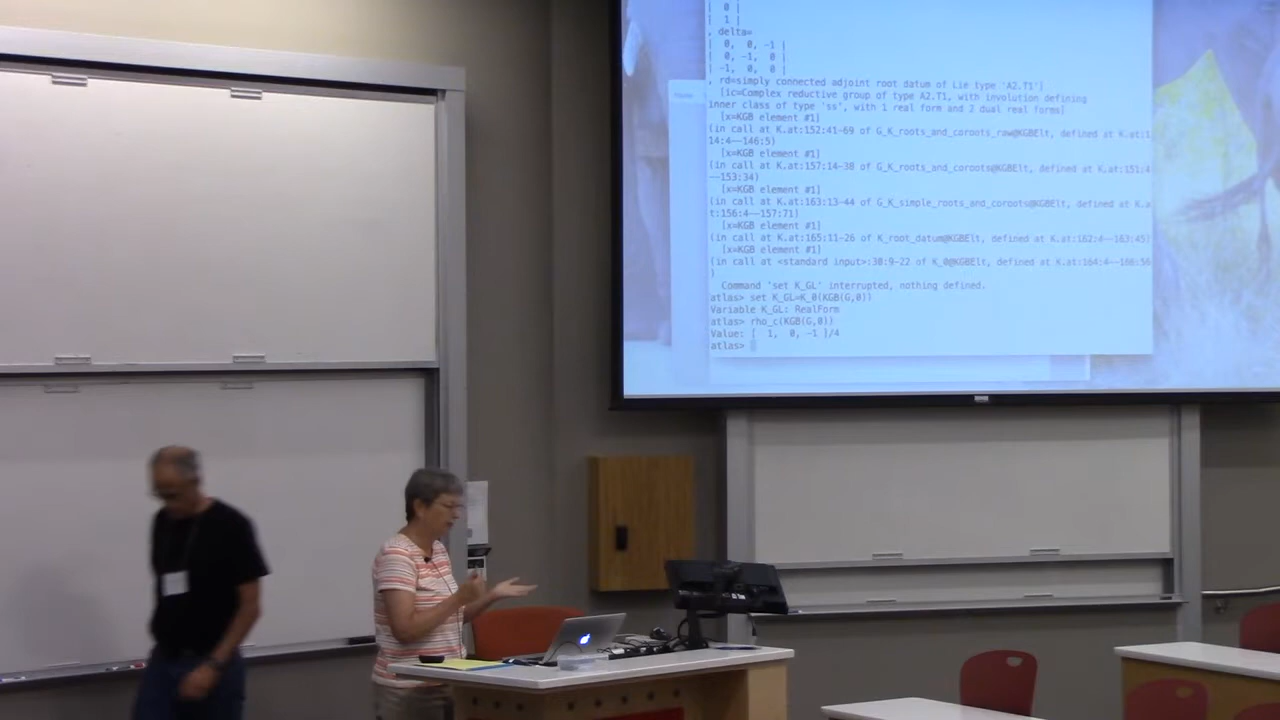 | 0 |
| 1 |
, delta=
| 0, 0, -1 |
| 0, -1, 0 |
| -1, 0, 0 |
, rd=simply connected adjoint root datum of Lie type 'A2.T1']
[ic=Complex reductive group of type A2.T1, with involution defining
inner class of type 'ss', with 1 real form and 2 dual real forms]
[x=KGB element #1]
(in call at K.at:152:41-69 of G_K_roots_and_coroots_raw@KGBElt, defined at K.at:1
14:4--146:5)
[x=KGB element #1]
(in call at K.at:157:14-38 of G_K_roots_and_coroots@KGBElt, defined at K.at:151:4
--153:34)
[x=KGB element #1]
(in call at K.at:163:13-44 of G_K_simple_roots_and_coroots@KGBElt, defined at K.a
t:156:4--157:71)
[x=KGB element #1]
(in call at K.at:165:11-26 of K_root_datum@KGBElt, defined at K.at:162:4--163:45)
[x=KGB element #1]
(in call at <standard input>:38:9-22 of K_0@KGBElt, defined at K.at:164:4--166:56
)
Command 'set K_GL' interrupted, nothing defined.
atlas> set K_GL=K_0(KGB(G,0))
Variable K_GL: RealForm
atlas> rho_c(KGB(G,0))
Value: [ 1, 0, -1 ]/4
atlas>